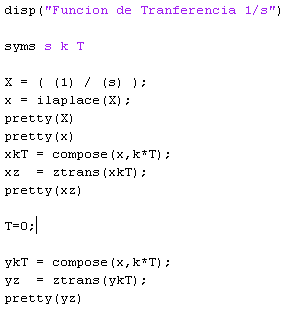 disp("Funcion de Tranferencia 1/s")
syms s k T
X = ( (1) / (s) );
x = ilaplace(X);
pretty(X)
pretty(x)
xkT = compose(x,k*T);
xz  = ztrans(xkT);
pretty(xz)
T=0;
ykT = compose(x,k*T);
yz  = ztrans(ykT);
pretty(yz)